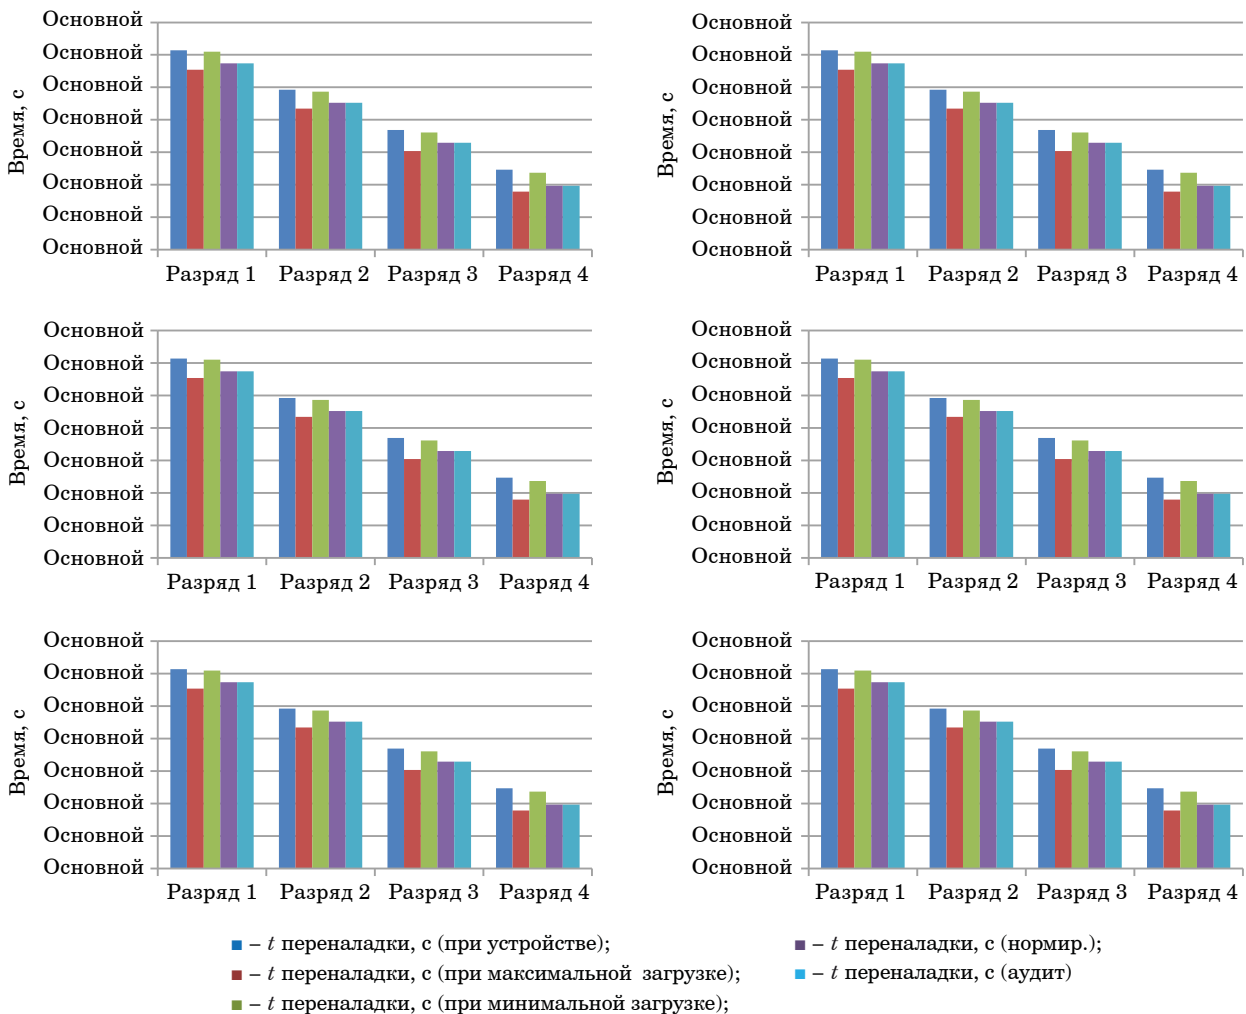 Основной
Основной
Основной
Основной
Основной
Основной
Основной
Основной
Время, с
Разряд 1 Разряд 2 Разряд 3 Разряд 4
Основной
Основной
Основной
Основной
Основной
Основной
Основной
Основной
Время, с
Разряд 1 Разряд 2 Разряд 3 Разряд 4
Основной
Основной
Основной
Основной
Основной
Основной
Основной
Основной
Время, с
Разряд 1 Разряд 2 Разряд 3 Разряд 4
Основной
Основной
Основной
Основной
Основной
Основной
Основной
Основной
Время, с
Разряд 1 Разряд 2 Разряд 3 Разряд 4
Основной
Основной
Основной
Основной
Основной
Основной
Основной
Основной
Время, с
Разряд 1 Разряд 2 Разряд 3 Разряд 4
Основной
Основной
Основной
Основной
Основной
Основной
Основной
Основной
Время, с
Разряд 1 Разряд 2 Разряд 3 Разряд 4
– t переналадки, с (при устройстве);
– t переналадки, с (при максимальной загрузке);
– t переналадки, с (при минимальной загрузке);
– t переналадки, с (нормир.);
– t переналадки, с (аудит)